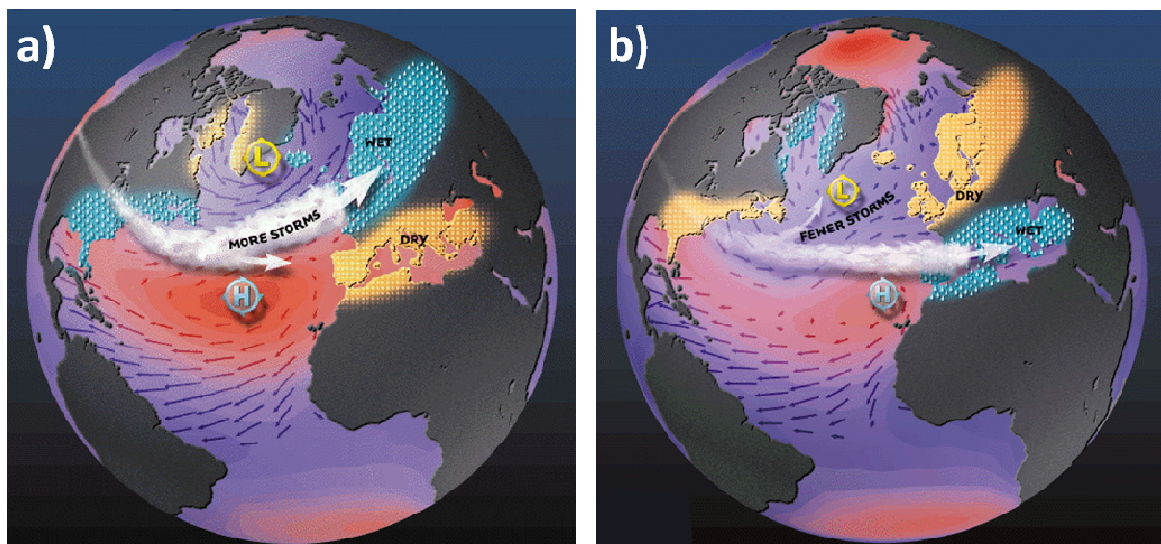 a)
L
WET
MORE STORMS
DRY
H
b)
L
DRY
FEWER STORMS
WET
H